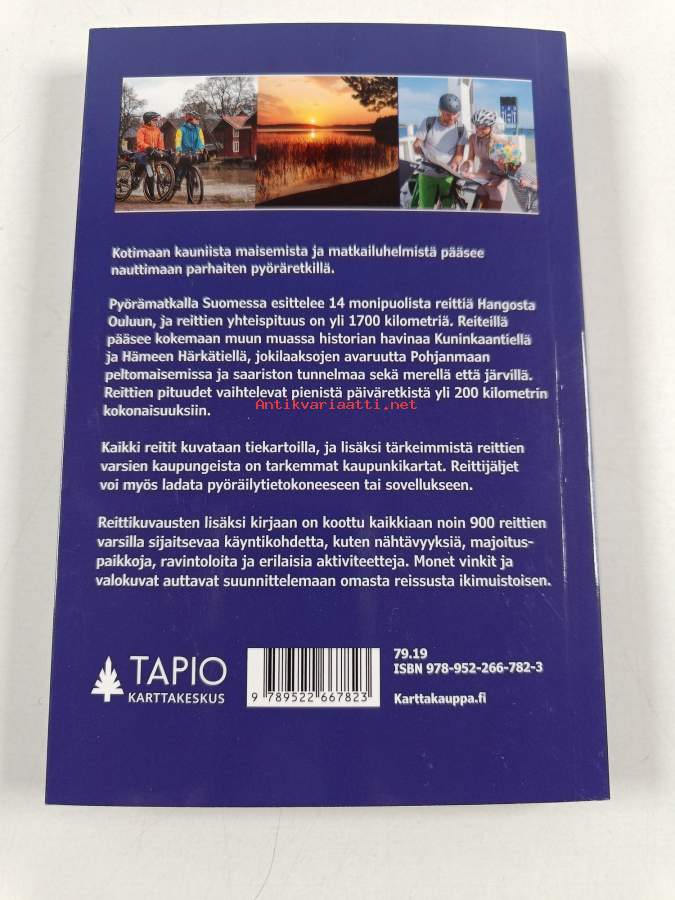 Kotimaan kauniista maisemista ja matkailuhelmistä pääsee
nauttimaan parhaiten pyöräretkillä.
Pyörämatkalla Suomessa esittelee 14 monipuolista reittiä Hangosta
Ouluun, ja reittien yhteispituus on yli 1700 kilometriä. Reiteillä
pääsee kokemaan muun muassa historian havinaa Kuninkaantiellä
ja Hämeen Härkätiellä, jokilaaksojen avaruutta Pohjanmaan
peltomaisemissa ja saariston tunnelmaa sekä merellä että järvillä.
Reittien pituudet vaihtelevat pienistä päiväretkistä yli 200 kilometrin
kokonaisuuksiin.
Antikvariaatti.net
Kaikki reitit kuvataan tiekartoilla, ja lisäksi tärkeimmistä reittien
varsien kaupungeista on tarkemmat kaupunkikartat. Reittijäljet
voi myös ladata pyöräilytietokoneeseen tai sovellukseen.
Reittikuvausten lisäksi kirjaan on koottu kaikkiaan noin 900 reittien
varsilla sijaitsevaa käyntikohdetta, kuten nähtävyyksiä, majoitus-
paikkoja, ravintoloita ja erilaisia aktiviteetteja. Monet vinkit ja
valokuvat auttavat suunnittelemaan omasta reissusta ikimuistoisen.
TAPIO
KARTTAKESKUS
9 789522 667823
79.19
ISBN 978-952-266-782-3
Karttakauppa.fi